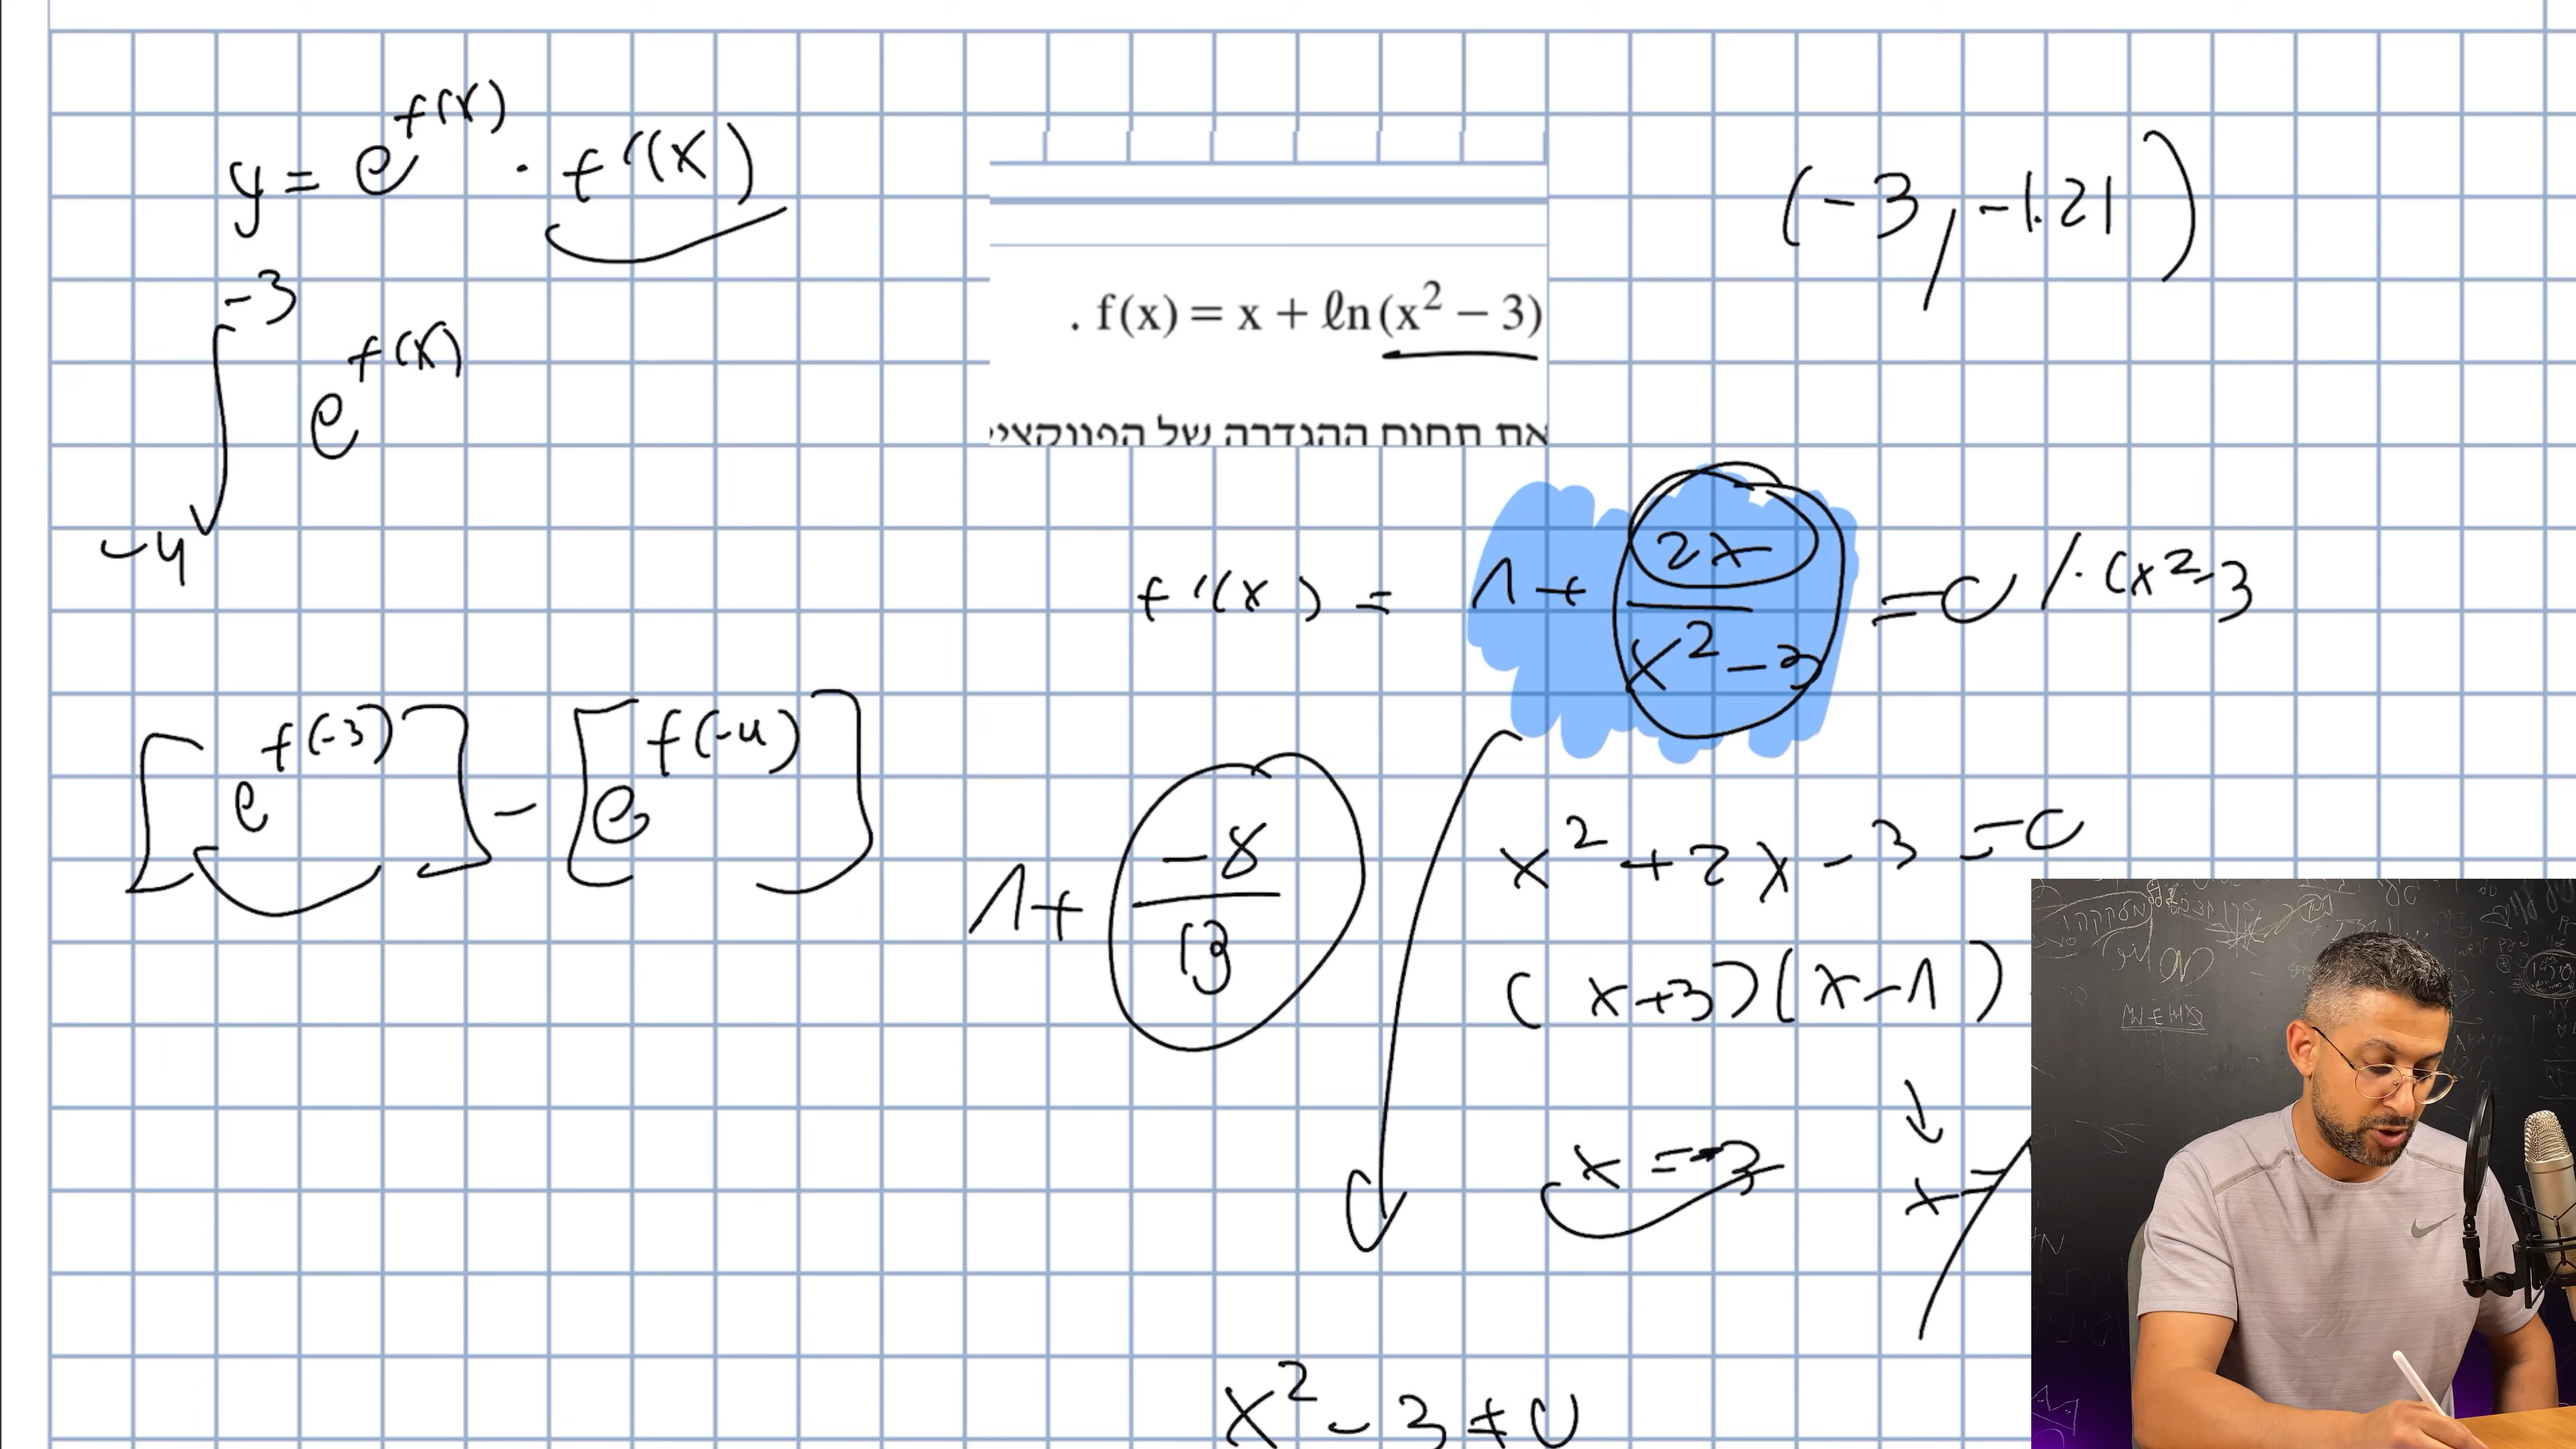 y = e^f(x) · f'(x)
∫ -3 -4 e^f(x)
[e^f(-3)] - [e^f(-4)]
. f(x) = x + ℓn(x² − 3)
את תחום ההגדרה של הפונקצי
(-3, -1.21)
f'(x) = 1 + 2x/(x² - 3) = 0 /·(x²-3
1 + -8/13
x² + 2x - 3 = 0
(x+3)(x-1)
x = -3
x =
x² - 3 ≠ 0